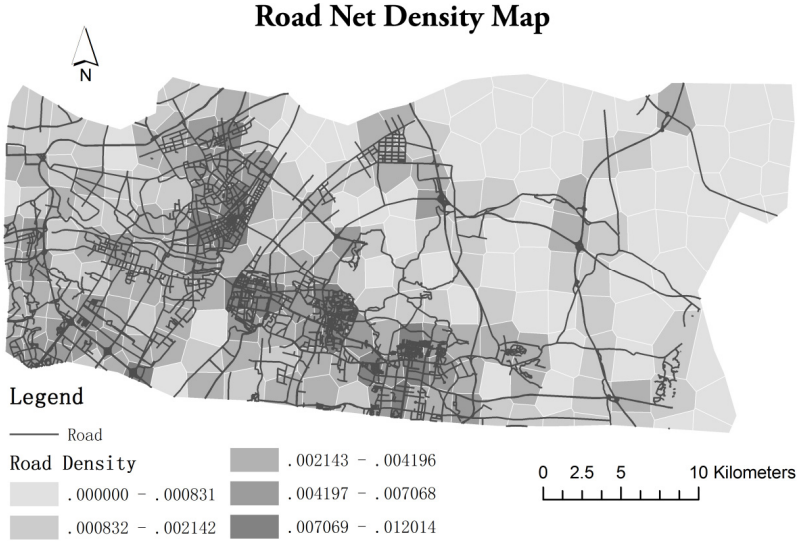 Road Net Density Map
N
Legend
Road
Road Density
.000000 - .000831
.000832 - .002142
.002143 - .004196
.004197 - .007068
.007069 - .012014
0 2.5 5 10 Kilometers